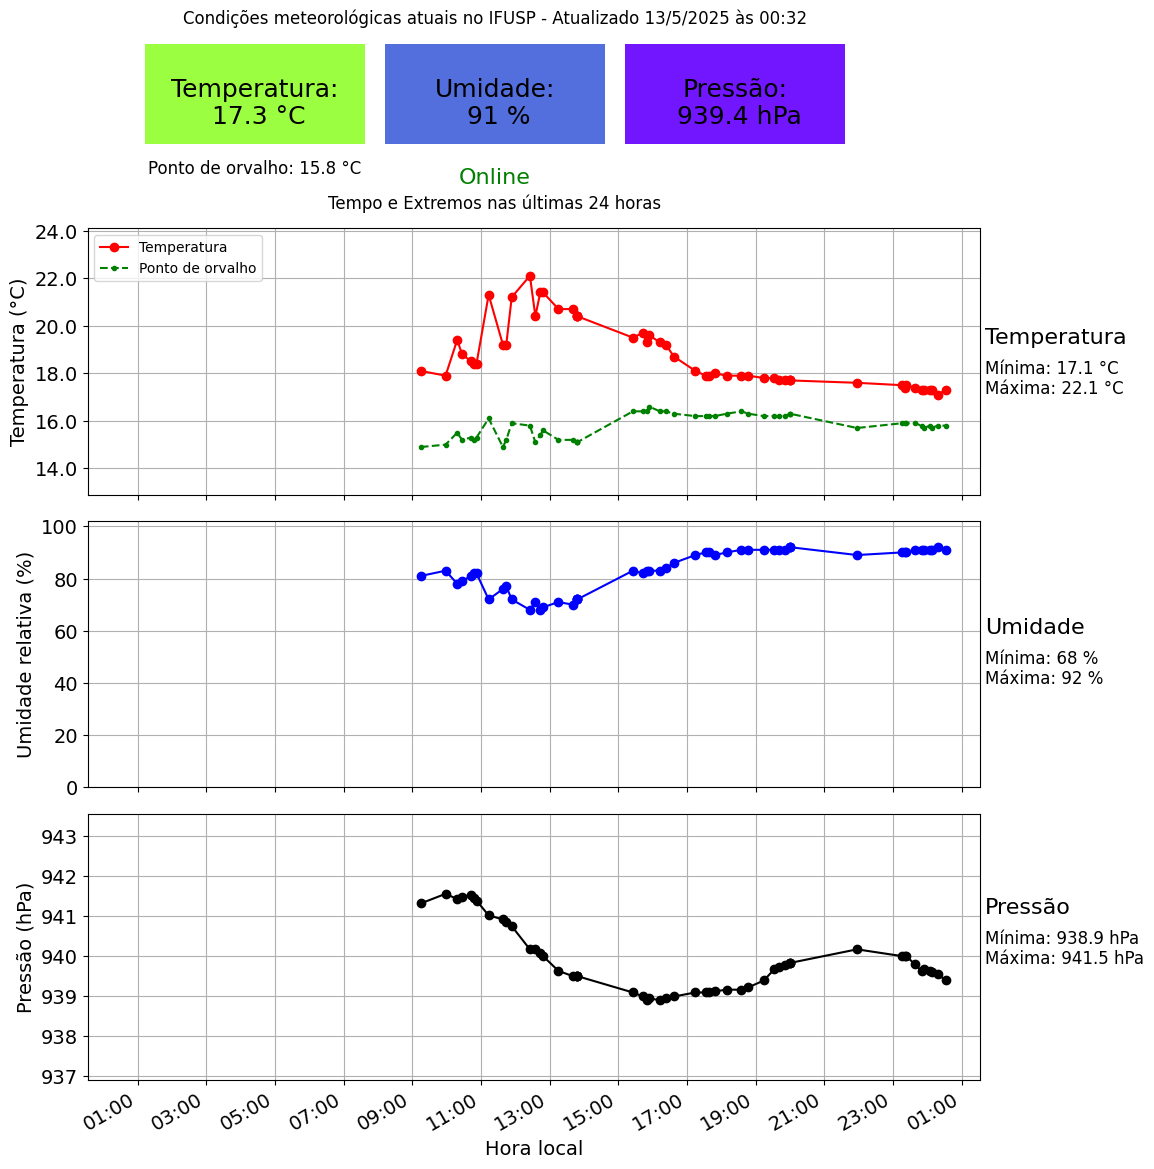 Condições meteorológicas atuais no IFUSP - Atualizado 13/5/2025 às 00:32
Temperatura:
17.3 °C
Umidade:
91 %
Pressão:
939.4 hPa
Ponto de orvalho: 15.8 °C
Online
Tempo e Extremos nas últimas 24 horas
Temperatura
Ponto de orvalho
24.0
22.0
20.0
18.0
16.0
14.0
Temperatura (°C)
Temperatura
Mínima: 17.1 °C
Máxima: 22.1 °C
100
80
60
40
20
0
Umidade relativa (%)
Umidade
Mínima: 68 %
Máxima: 92 %
943
942
941
940
939
938
937
Pressão (hPa)
Pressão
Mínima: 938.9 hPa
Máxima: 941.5 hPa
01:00 03:00 05:00 07:00 09:00 11:00 13:00 15:00 17:00 19:00 21:00 23:00 01:00
Hora local